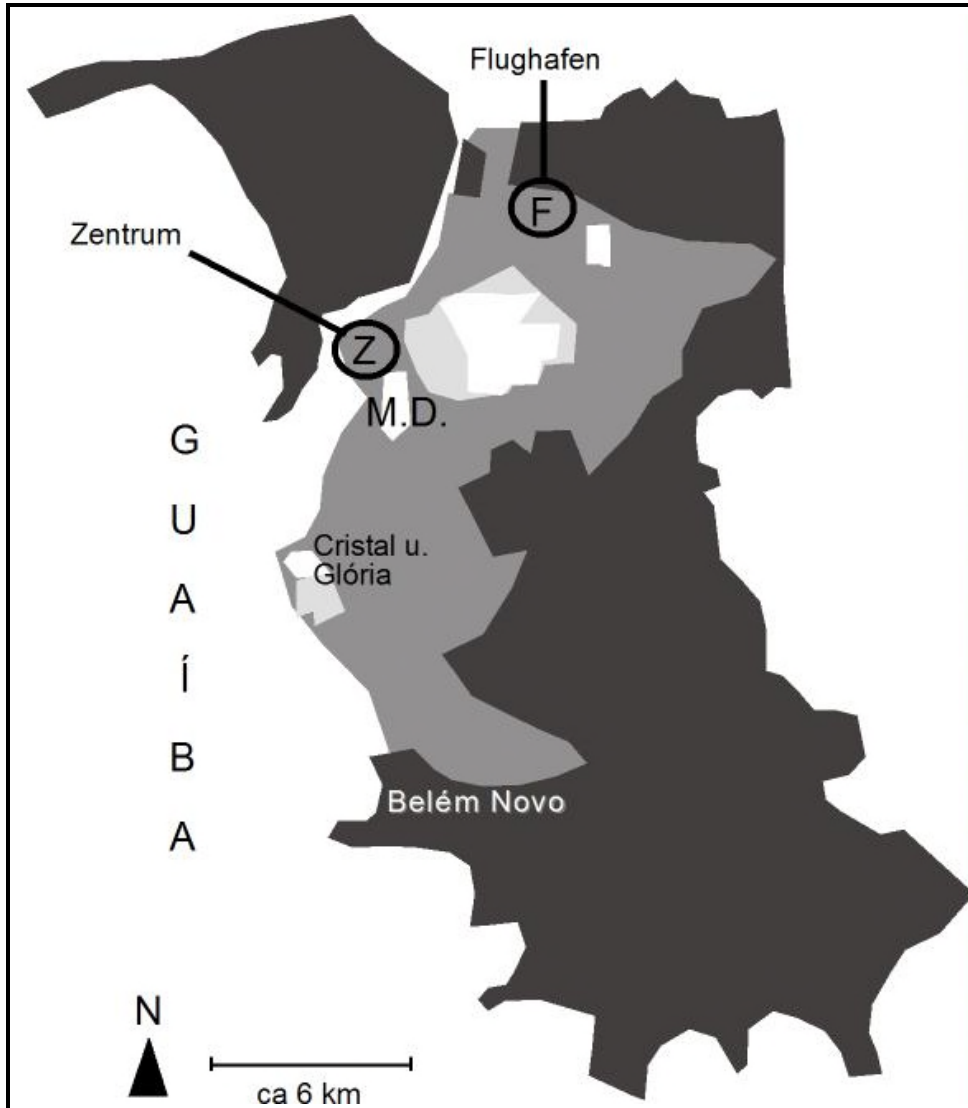 Flughafen
F
Zentrum
Z
M.D.
G
U
A
Í
B
A
Cristal u.
Glória
Belém Novo
N
ca 6 km